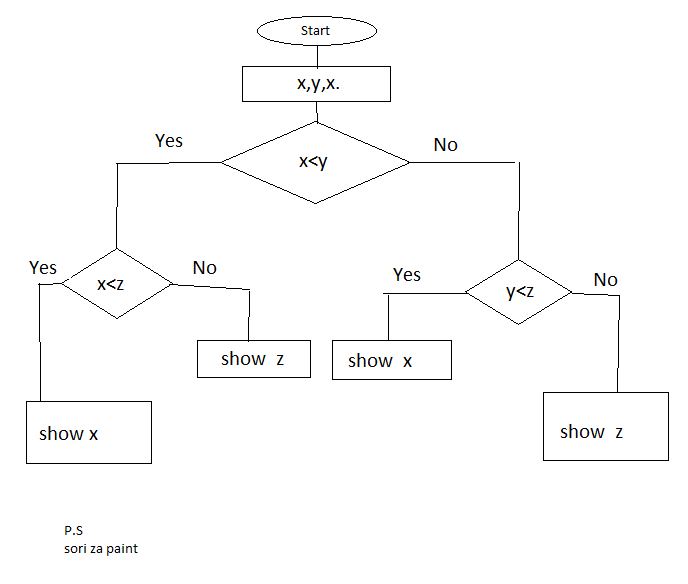 Start
x,y,x.
Yes
No
x<y
Yes
x<z
No
Yes
y<z
No
show z
show x
show x
show z
P.S
sori za paint